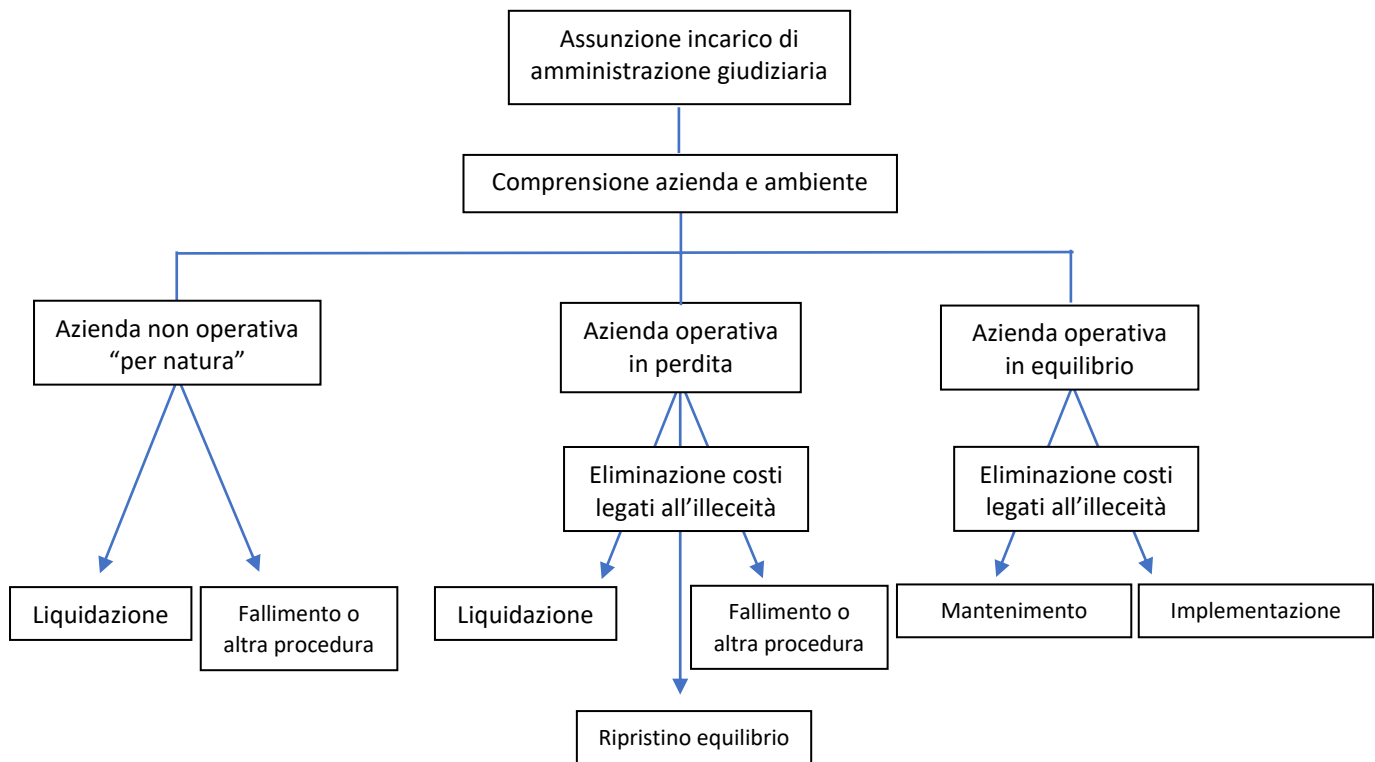 Assunzione incarico di
amministrazione giudiziaria
Comprensione azienda e ambiente
Azienda non operativa
“per natura”
Azienda operativa
in perdita
Azienda operativa
in equilibrio
Eliminazione costi
legati all’illeceità
Eliminazione costi
legati all’illeceità
Liquidazione
Fallimento o
altra procedura
Liquidazione
Fallimento o
altra procedura
Mantenimento
Implementazione
Ripristino equilibrio